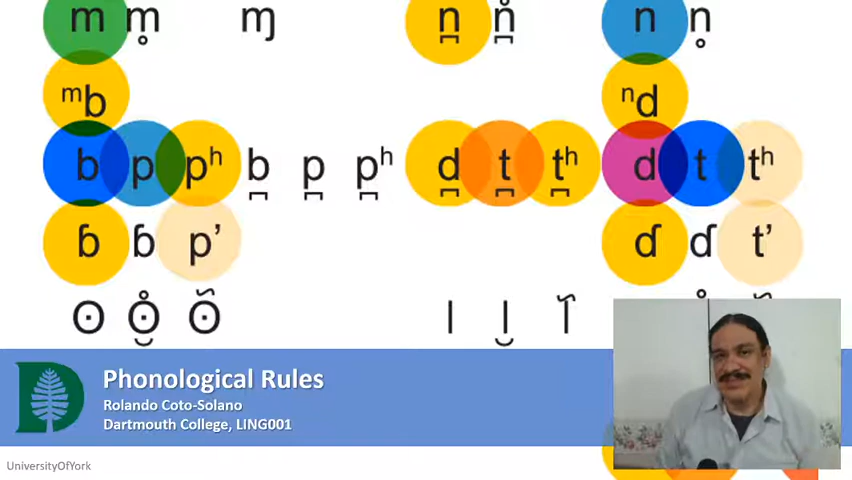 m m̥ ɱ n̪ n̪̊ n n̥
ᵐb ⁿd
b p pʰ b̪ p̪ p̪ʰ d̪ t̪ t̪ʰ d t tʰ
ɓ ɓ̥ p’ ɗ ɗ̥ t’
ʘ ʘ̬̊ ʘ̃ ǀ ǀ̬ ǀ̃
Phonological Rules
Rolando Coto-Solano
Dartmouth College, LING001
UniversityOfYork